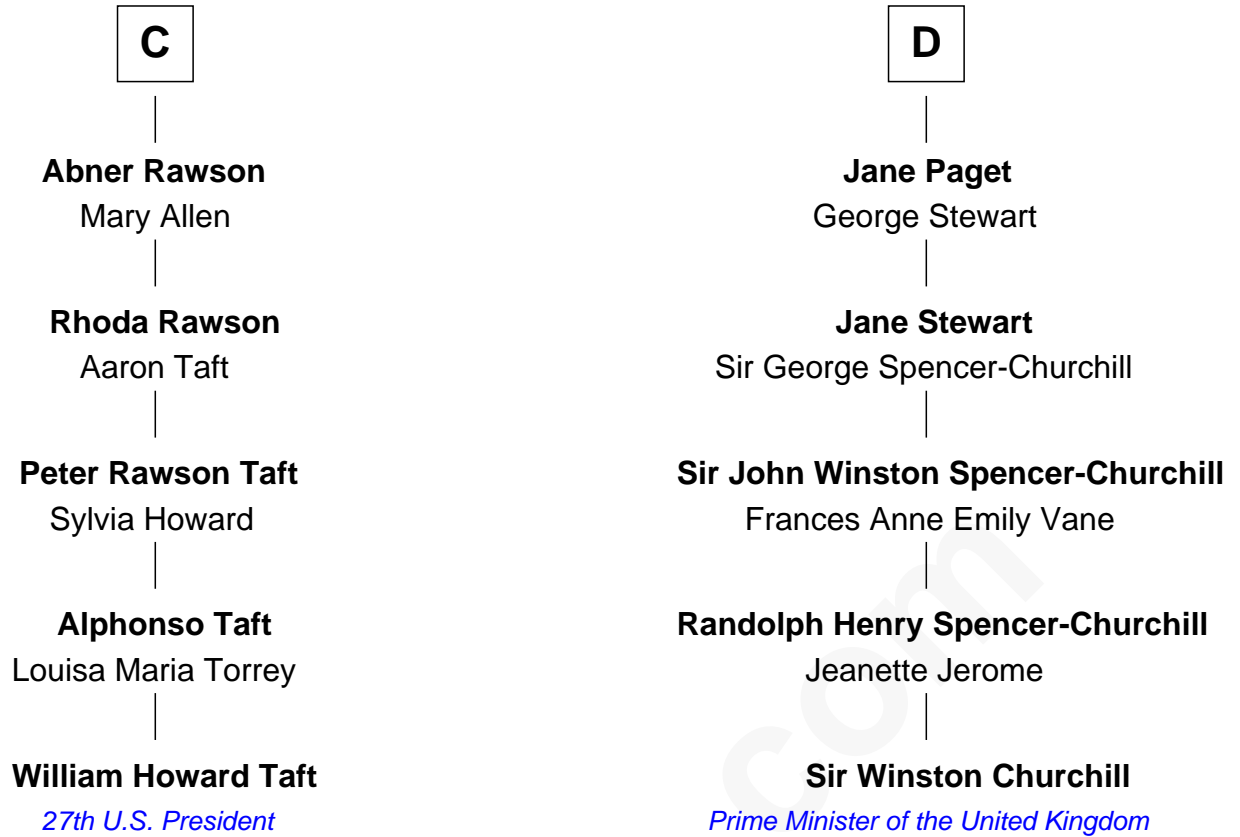 C
D
Abner Rawson
Mary Allen
Jane Paget
George Stewart
Rhoda Rawson
Aaron Taft
Jane Stewart
Sir George Spencer-Churchill
Peter Rawson Taft
Sylvia Howard
Sir John Winston Spencer-Churchill
Frances Anne Emily Vane
Alphonso Taft
Louisa Maria Torrey
Randolph Henry Spencer-Churchill
Jeanette Jerome
William Howard Taft
27th U.S. President
Sir Winston Churchill
Prime Minister of the United Kingdom
com